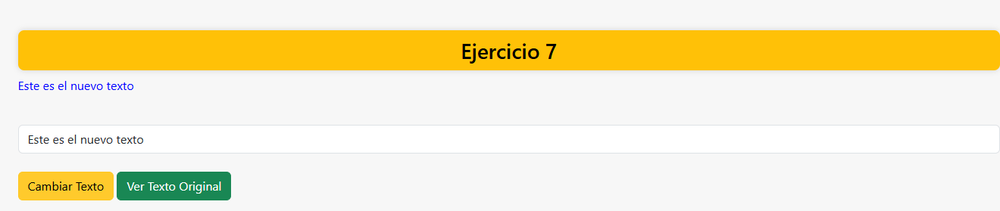 Ejercicio 7
Este es el nuevo texto
Este es el nuevo texto
Cambiar Texto Ver Texto Original